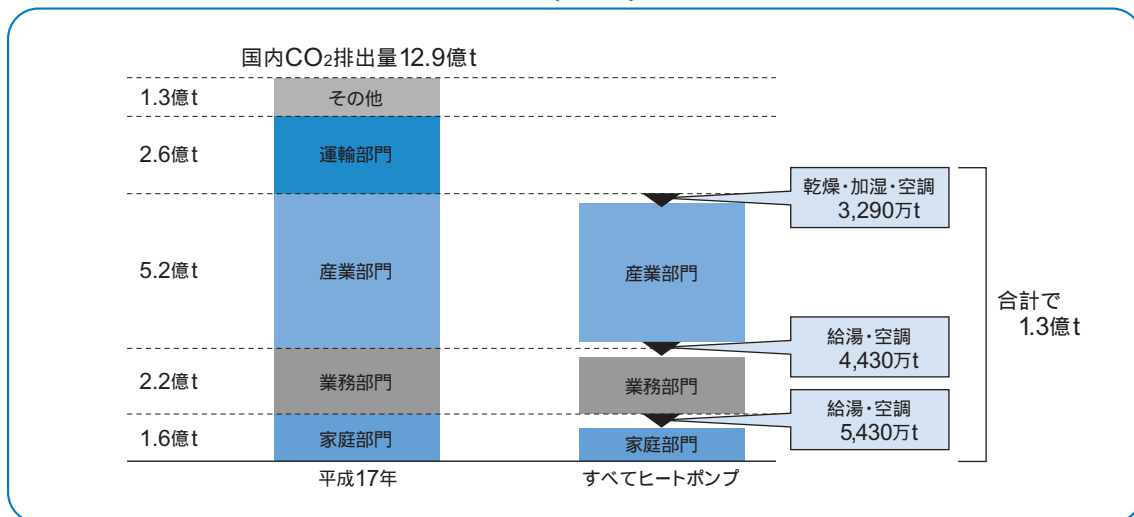 国内CO₂排出量12.9億t
1.3億t
その他
2.6億t
運輸部門
乾燥・加湿・空調
3,290万t
5.2億t
産業部門
産業部門
合計で
1.3億t
給湯・空調
4,430万t
2.2億t
業務部門
業務部門
給湯・空調
5,430万t
1.6億t
家庭部門
家庭部門
平成17年
すべてヒートポンプ